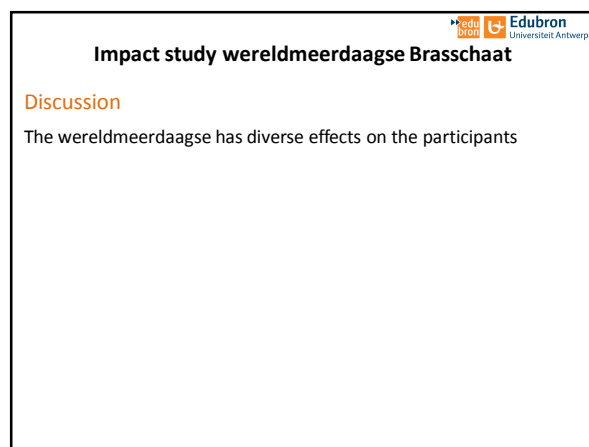 edu
bron
Edubron
Universiteit Antwerp
Impact study wereldmeerdaagse Brasschaat
Discussion
The wereldmeerdaagse has diverse effects on the participants